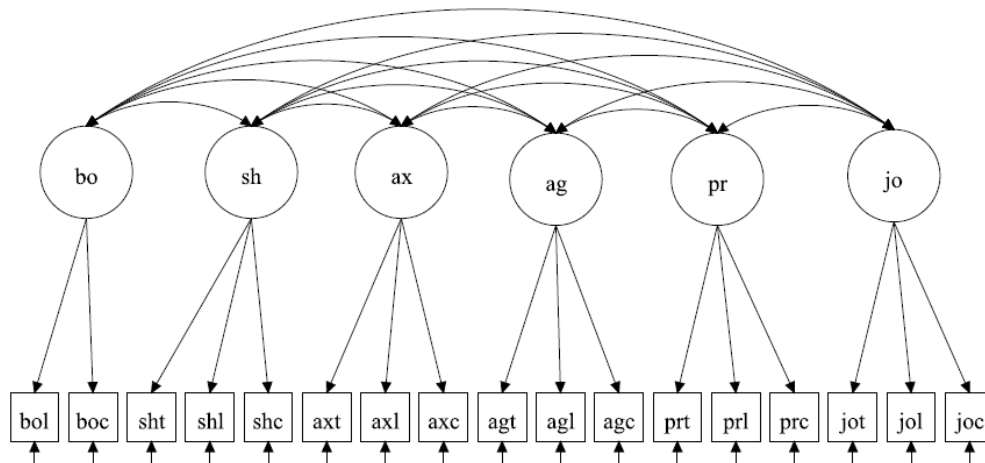 bo sh ax ag pr jo
bol boc sht shl shc axt axl axc agt agl agc prt prl prc jot jol joc